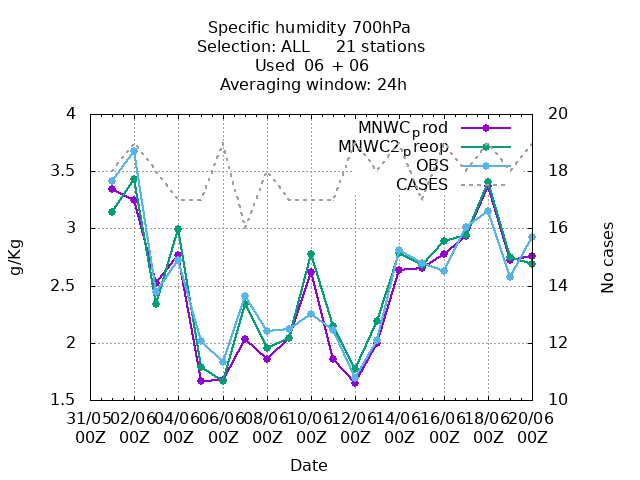 Specific humidity 700hPa
Selection: ALL 21 stations
Used 06 + 06
Averaging window: 24h
4 20
MNWCprod
MNWC2preop
OBS
CASES
3.5 18
3 16
2.5 14
2 12
1.5 10
g/Kg
No cases
31/05 02/06 04/06 06/06 08/06 10/06 12/06 14/06 16/06 18/06 20/06
00Z 00Z 00Z 00Z 00Z 00Z 00Z 00Z 00Z 00Z 00Z
Date